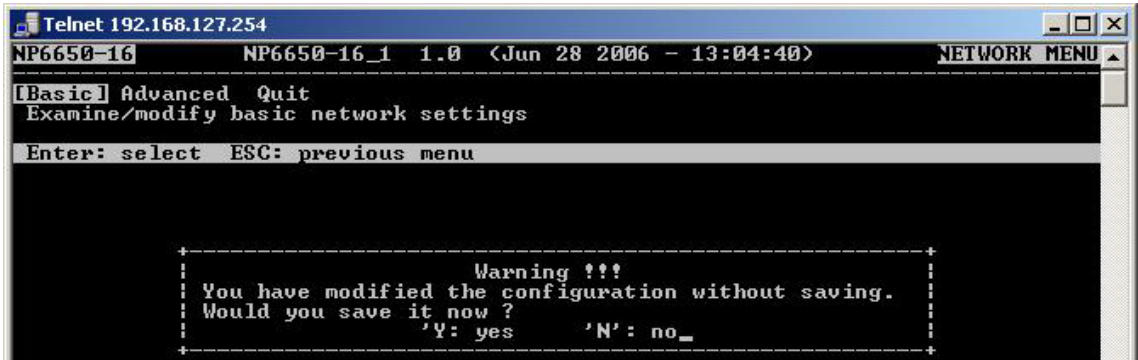 Telnet 192.168.127.254
NP6650-16 NP6650-16_1 1.0 (Jun 28 2006 - 13:04:40) NETWORK MENU
[Basic] Advanced Quit
Examine/modify basic network settings
Enter: select ESC: previous menu
Warning !!!
You have modified the configuration without saving.
Would you save it now ?
'Y: yes 'N': no_